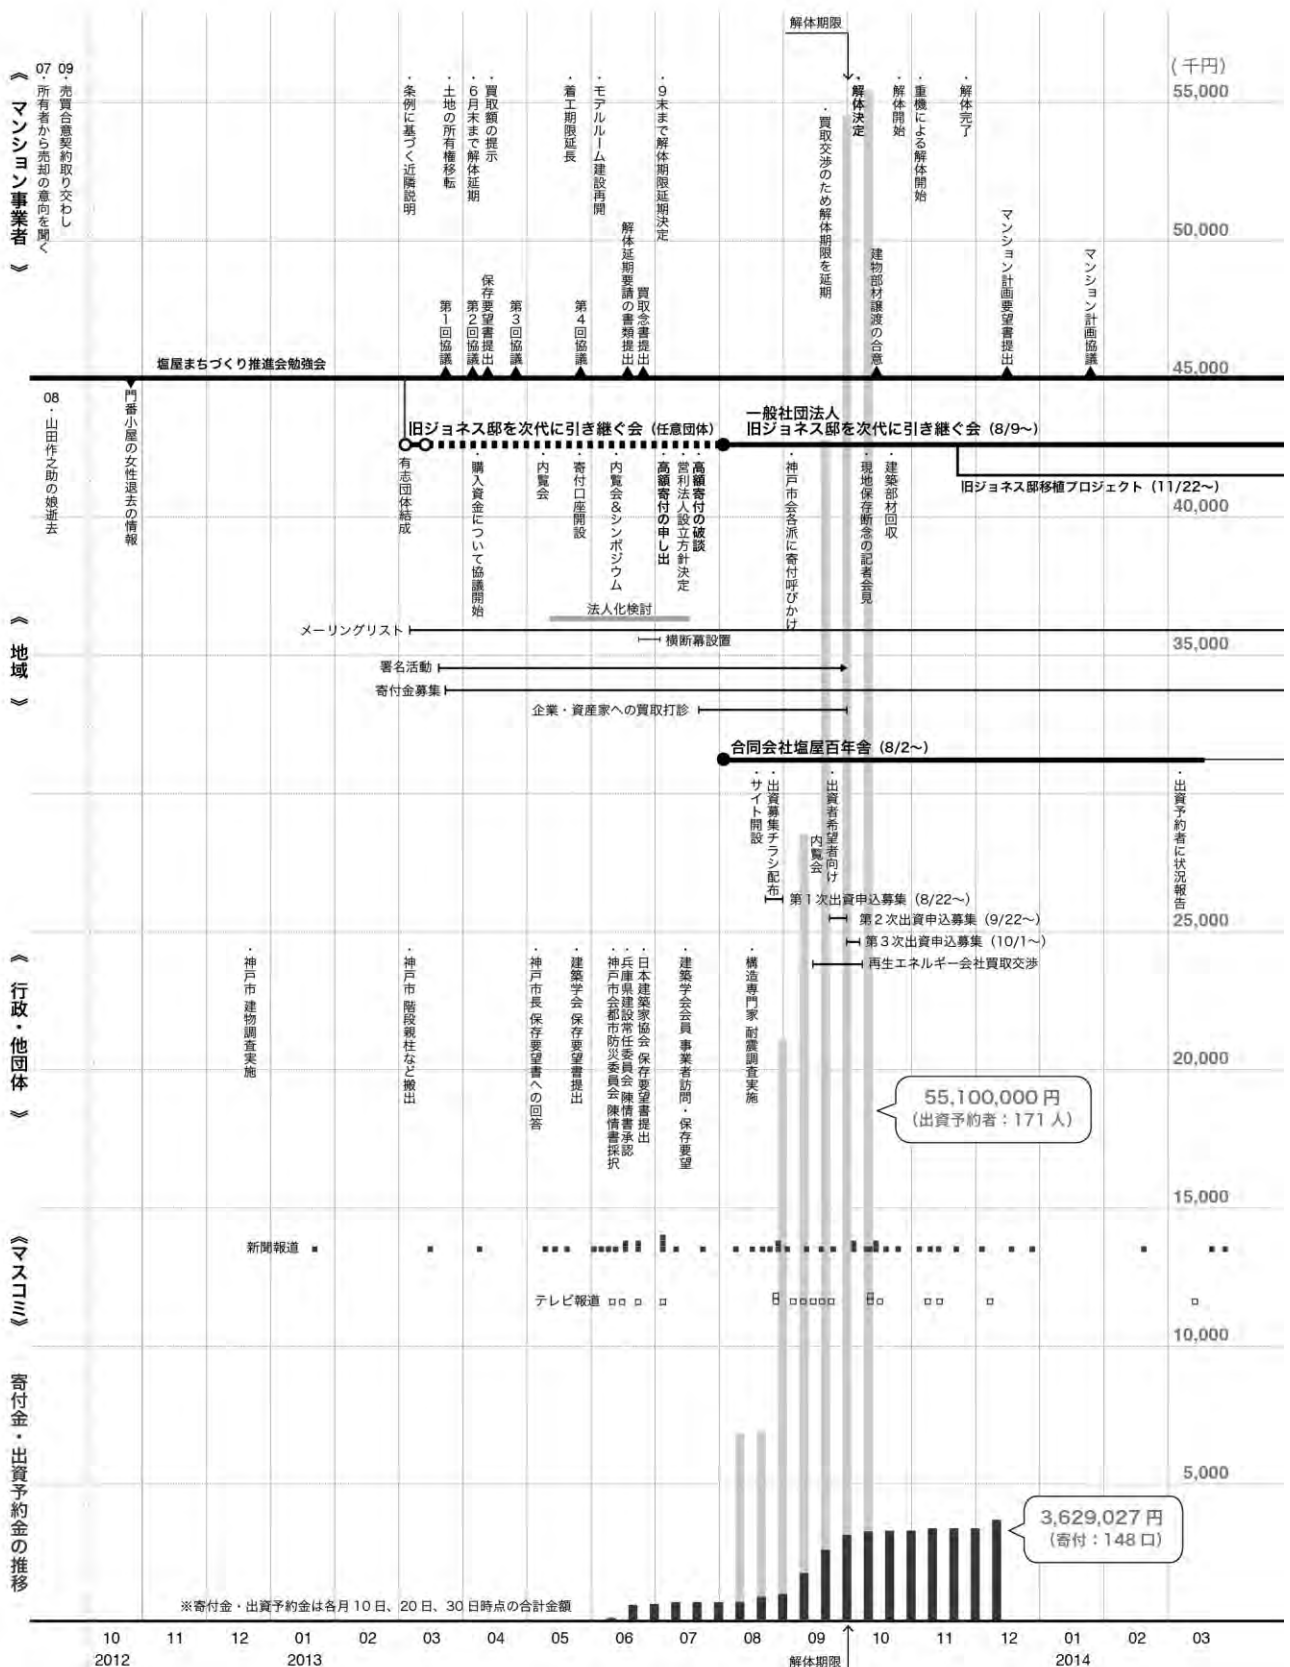 解体期限
(千円)
55,000
50,000
45,000
40,000
35,000
25,000
20,000
15,000
10,000
5,000
《 マンション事業者 》
07・所有者から売却の意向を聞く
09・売買合意契約取り交わし
・条例に基づく近隣説明
・土地の所有権移転
・6月末まで解体延期
・買取額の提示
・着工期限延長
・モデルルーム建設再開
・9末まで解体期限延期決定
・買取交渉のため解体期限を延期
・解体決定
・解体開始
・重機による解体開始
・解体完了
第1回協議
第2回協議
保存要望書提出
第3回協議
第4回協議
解体延期要請の書類提出
買取念書提出
建物部材譲渡の合意
マンション計画要望書提出
マンション計画協議
塩屋まちづくり推進会勉強会
08・山田作之助の娘逝去
門番小屋の女性退去の情報
旧ジョネス邸を次代に引き継ぐ会（任意団体）
一般社団法人
旧ジョネス邸を次代に引き継ぐ会（8/9〜）
旧ジョネス邸移植プロジェクト（11/22〜）
有志団体結成
・購入資金について協議開始
・内覧会
・寄付口座開設
・内覧会＆シンポジウム
・高額寄付の申し出
・営利法人設立方針決定
・高額寄付の破談
・神戸市会各派に寄付呼びかけ
・現地保存断念の記者会見
・建築部材回収
《 地域 》
法人化検討
メーリングリスト
横断幕設置
署名活動
寄付金募集
企業・資産家への買取打診
合同会社塩屋百年舎（8/2〜）
・サイト開設
・出資募集チラシ配布
・出資者希望者向け
内覧会
・出資予約者に状況報告
第1次出資申込募集（8/22〜）
第2次出資申込募集（9/22〜）
第3次出資申込募集（10/1〜）
再生エネルギー会社買取交渉
《 行政・他団体 》
・神戸市 建物調査実施
・神戸市 階段親柱など搬出
・神戸市長 保存要望書への回答
・建築学会 保存要望書提出
・神戸市会都市防災委員会 陳情書採択
・兵庫県建設常任委員会 陳情書承認
・日本建築家協会 保存要望書提出
・建築学会会員 事業者訪問・保存要望
・構造専門家 耐震調査実施
55,100,000 円
（出資予約者：171 人）
《マスコミ》
新聞報道
テレビ報道
寄付金・出資予約金の推移
3,629,027 円
（寄付：148 口）
※寄付金・出資予約金は各月 10 日、20 日、30 日時点の合計金額
10 11 12 01 02 03 04 05 06 07 08 09 10 11 12 01 02 03
2012 2013 2014
解体期限